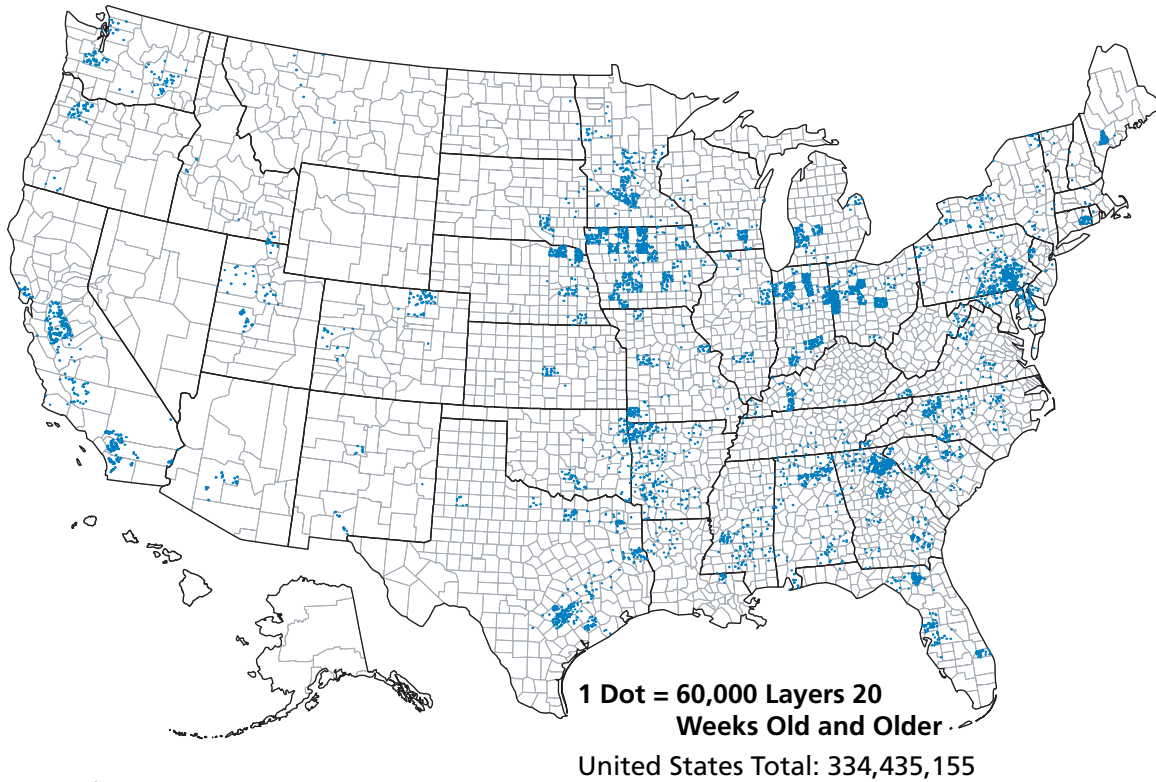 1 Dot = 60,000 Layers 20
Weeks Old and Older
United States Total: 334,435,155